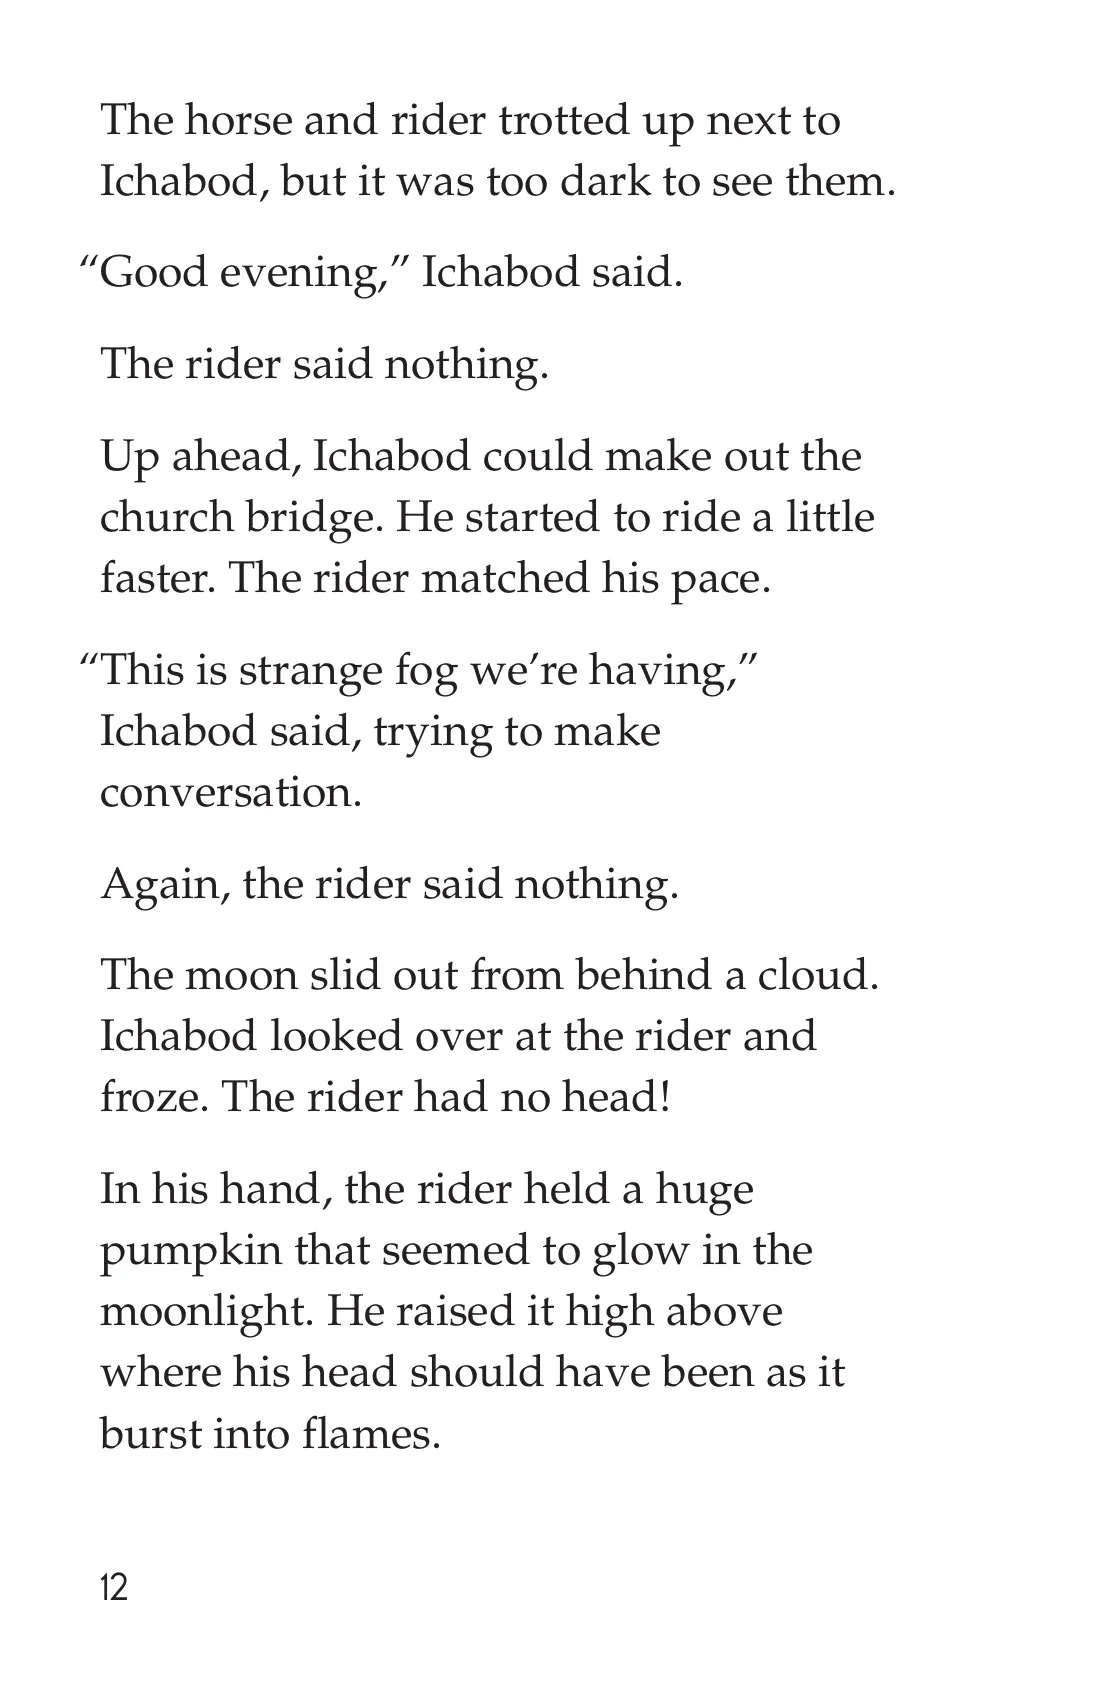 The horse and rider trotted up next to
Ichabod, but it was too dark to see them.
“Good evening,” Ichabod said.
The rider said nothing.
Up ahead, Ichabod could make out the
church bridge. He started to ride a little
faster. The rider matched his pace.
“This is strange fog we’re having,”
Ichabod said, trying to make
conversation.
Again, the rider said nothing.
The moon slid out from behind a cloud.
Ichabod looked over at the rider and
froze. The rider had no head!
In his hand, the rider held a huge
pumpkin that seemed to glow in the
moonlight. He raised it high above
where his head should have been as it
burst into flames.
12